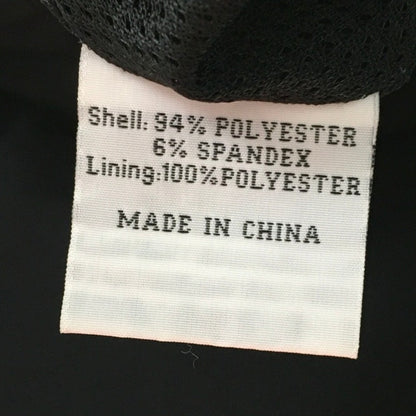 Shell: 94% POLYESTER
6% SPANDEX
Lining:100%POLYESTER
MADE IN CHINA